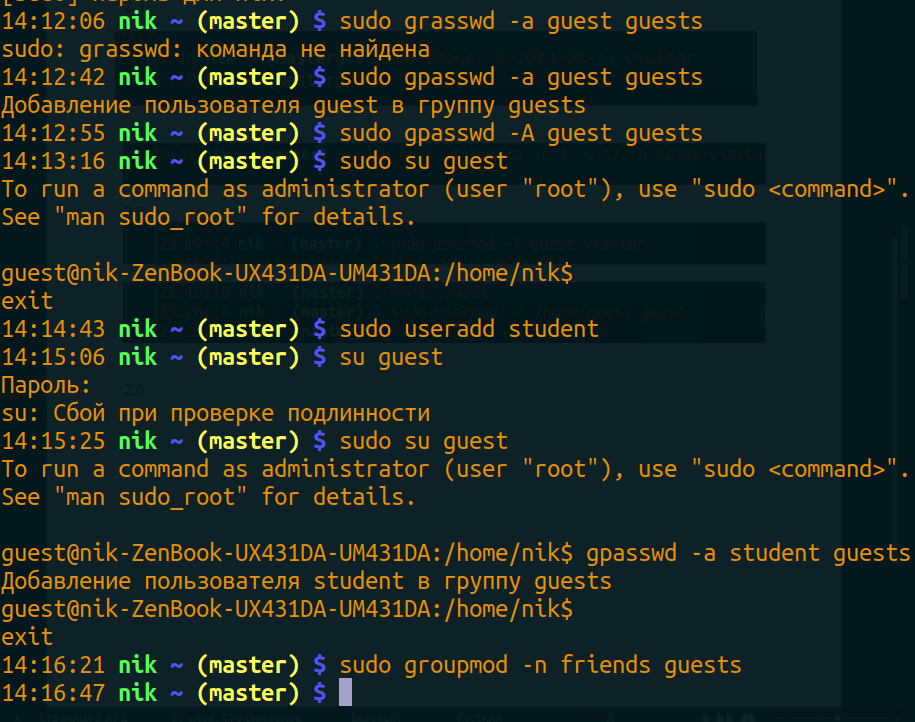 14:12:06 nik ~ (master) $ sudo grasswd -a guest guests
sudo: grasswd: команда не найдена
14:12:42 nik ~ (master) $ sudo gpasswd -a guest guests
Добавление пользователя guest в группу guests
14:12:55 nik ~ (master) $ sudo gpasswd -A guest guests
14:13:16 nik ~ (master) $ sudo su guest
To run a command as administrator (user "root"), use "sudo <command>".
See "man sudo_root" for details.
guest@nik-ZenBook-UX431DA-UM431DA:/home/nik$
exit
14:14:43 nik ~ (master) $ sudo useradd student
14:15:06 nik ~ (master) $ su guest
Пароль:
su: Сбой при проверке подлинности
14:15:25 nik ~ (master) $ sudo su guest
To run a command as administrator (user "root"), use "sudo <command>".
See "man sudo_root" for details.
guest@nik-ZenBook-UX431DA-UM431DA:/home/nik$ gpasswd -a student guests
Добавление пользователя student в группу guests
guest@nik-ZenBook-UX431DA-UM431DA:/home/nik$
exit
14:16:21 nik ~ (master) $ sudo groupmod -n friends guests
14:16:47 nik ~ (master) $